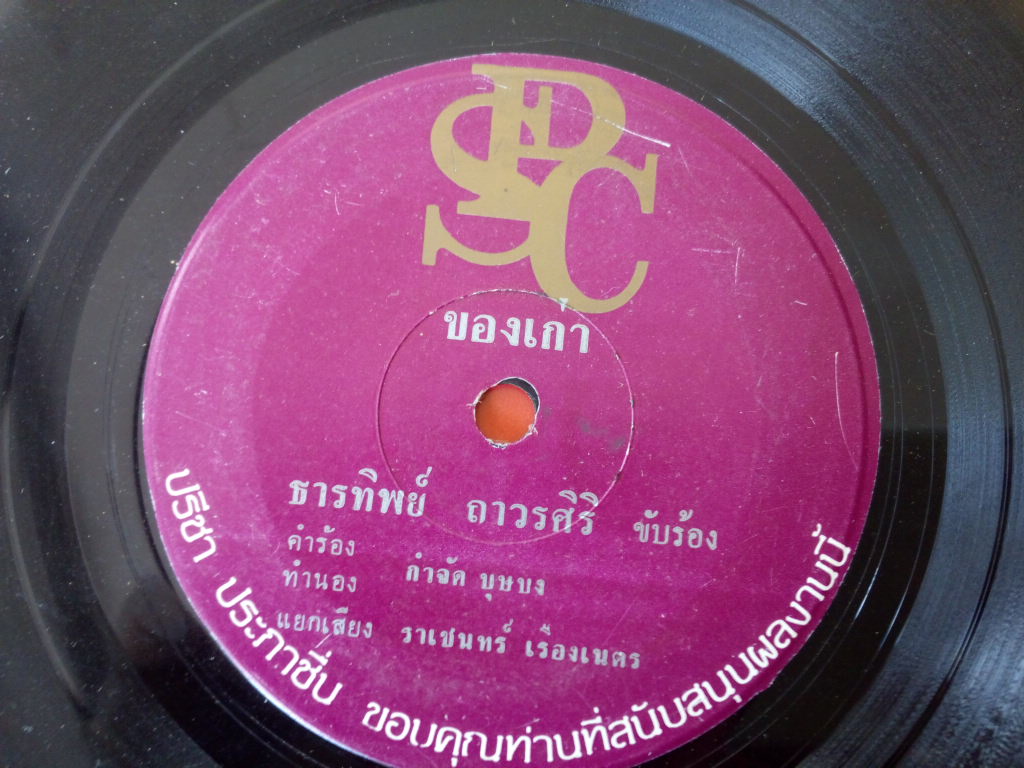 SPC
ของเก่า
ธารทิพย์ ถาวรศิริ ขับร้อง
คำร้อง
ทำนอง กำจัด บุษบง
แยกเสียง ราเชนทร์ เรืองเนตร
ปรีชา ประกาชื่น ขอบคุณท่านที่สนับสนุนผลงานนี้